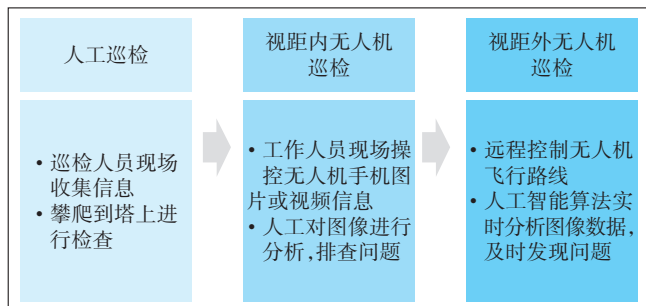 人工巡检
视距内无人机
巡检
视距外无人机
巡检
• 巡检人员现场
收集信息
• 攀爬到塔上进
行检查
• 工作人员现场操
控无人机手机图
片或视频信息
• 人工对图像进行
分析,排查问题
• 远程控制无人机
飞行路线
• 人工智能算法实
时分析图像数据,
及时发现问题